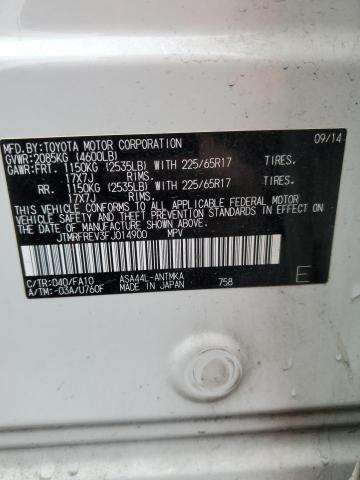 MFD.BY:TOYOTA MOTOR CORPORATION 09/14
GVWR:2085KG (4600LB)
GAWR:FRT. 1150KG (2535LB) WITH 225/65R17 TIRES.
17X7J RIMS.
RR. 1150KG (2535LB) WITH 225/65R17 TIRES.
17X7J RIMS.
THIS VEHICLE CONFORMS TO ALL APPLICABLE FEDERAL MOTOR
VEHICLE SAFETY AND THEFT PREVENTION STANDARDS IN EFFECT
ON THE DATE OF MANUFACTURE SHOWN ABOVE.
JTMRFREV3FJ014900 MPV
C/TR:040/FA10 ASA44L-ANTMKA 758
A/TM:-03A/U760F MADE IN JAPAN E